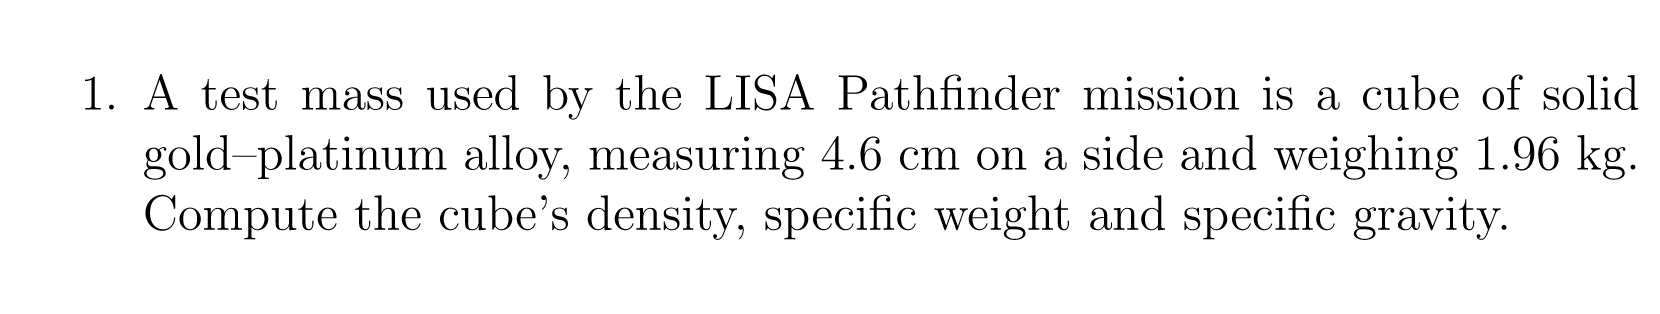 1. A test mass used by the LISA Pathfinder mission is a cube of solid
gold–platinum alloy, measuring 4.6 cm on a side and weighing 1.96 kg.
Compute the cube's density, specific weight and specific gravity.